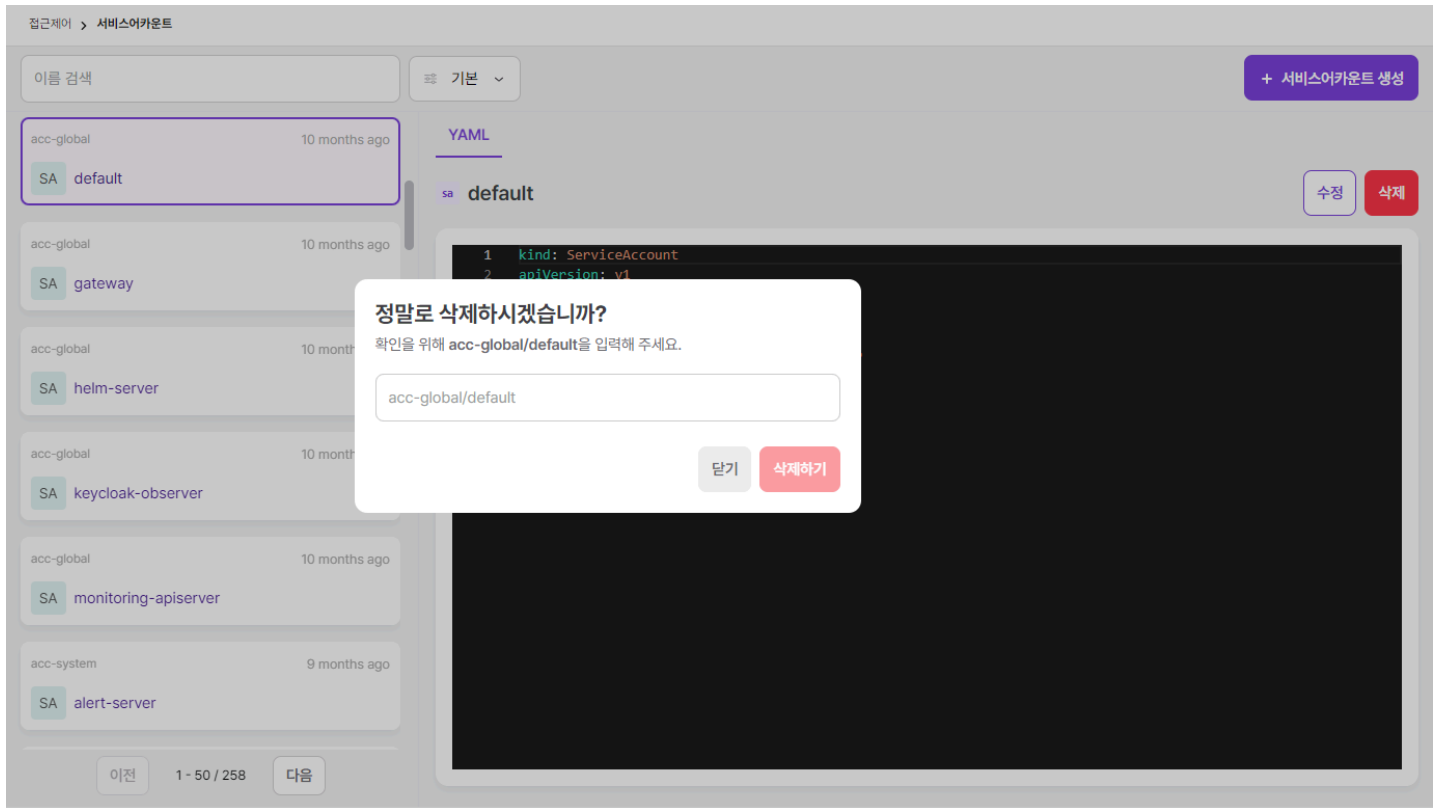 접근제어 > 서비스어카운트
이름 검색
기본
+ 서비스어카운트 생성
acc-global 10 months ago
SA default
acc-global 10 months ago
SA gateway
acc-global 10 month
SA helm-server
acc-global 10 month
SA keycloak-observer
acc-global 10 months ago
SA monitoring-apiserver
acc-system 9 months ago
SA alert-server
이전 1 - 50 / 258 다음
YAML
sa default
수정 삭제
1 kind: ServiceAccount
2 apiVersion: v1
정말로 삭제하시겠습니까?
확인을 위해 acc-global/default을 입력해 주세요.
acc-global/default
닫기 삭제하기